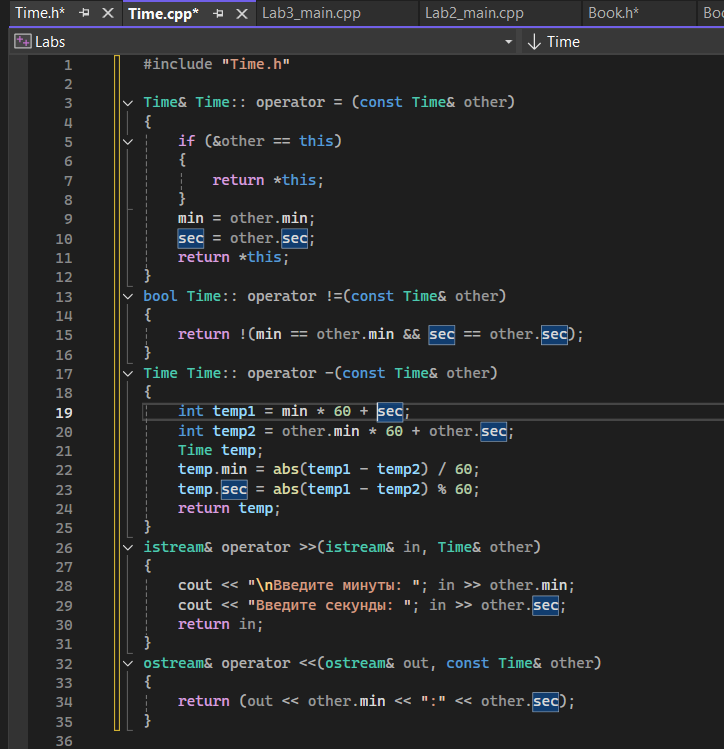 Time.h* Time.cpp* Lab3_main.cpp Lab2_main.cpp Book.h* Boo
Labs Time
1 #include "Time.h"
2
3 Time& Time:: operator = (const Time& other)
4 {
5 if (&other == this)
6 {
7 return *this;
8 }
9 min = other.min;
10 sec = other.sec;
11 return *this;
12 }
13 bool Time:: operator !=(const Time& other)
14 {
15 return !(min == other.min && sec == other.sec);
16 }
17 Time Time:: operator -(const Time& other)
18 {
19 int temp1 = min * 60 + sec;
20 int temp2 = other.min * 60 + other.sec;
21 Time temp;
22 temp.min = abs(temp1 - temp2) / 60;
23 temp.sec = abs(temp1 - temp2) % 60;
24 return temp;
25 }
26 istream& operator >>(istream& in, Time& other)
27 {
28 cout << "\nВведите минуты: "; in >> other.min;
29 cout << "Введите секунды: "; in >> other.sec;
30 return in;
31 }
32 ostream& operator <<(ostream& out, const Time& other)
33 {
34 return (out << other.min << ":" << other.sec);
35 }
36